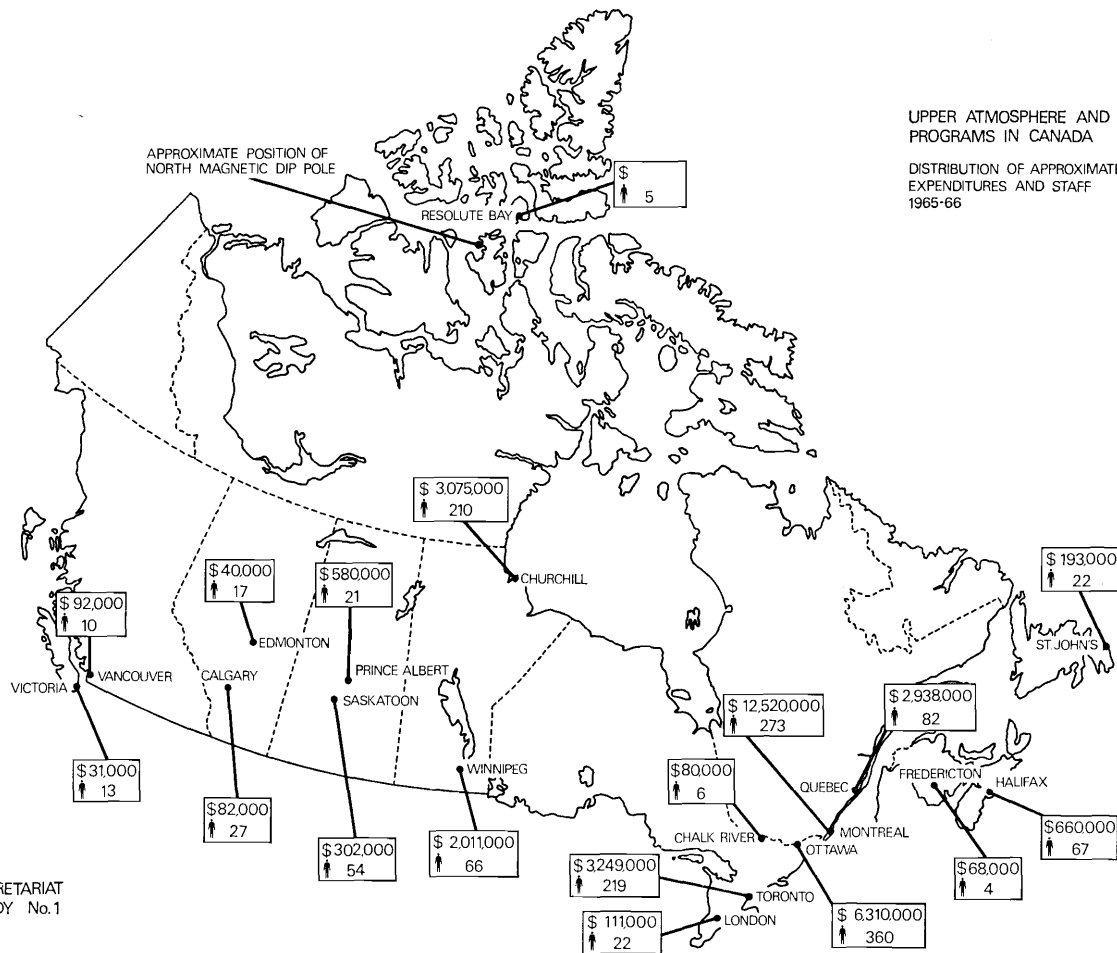 UPPER ATMOSPHERE AND
PROGRAMS IN CANADA
DISTRIBUTION OF APPROXIMATE
EXPENDITURES AND STAFF
1965-66
APPROXIMATE POSITION OF
NORTH MAGNETIC DIP POLE
$
5
RESOLUTE BAY
$ 3,075,000
210
CHURCHILL
$ 193,000
22
ST. JOHN'S
$40,000
17
EDMONTON
$580,000
21
PRINCE ALBERT
$ 92,000
10
VANCOUVER
VICTORIA
CALGARY
SASKATOON
$ 12,520,000
273
$ 2,938,000
82
$31,000
13
WINNIPEG
$80,000
6
QUEBEC
FREDERICTON
HALIFAX
$82,000
27
$302,000
54
$ 2,011,000
66
CHALK RIVER
MONTREAL
OTTAWA
$660,000
67
$68,000
4
$3,249,000
219
TORONTO
$ 111,000
22
LONDON
$ 6,310,000
360
RETARIAT
DY No. 1